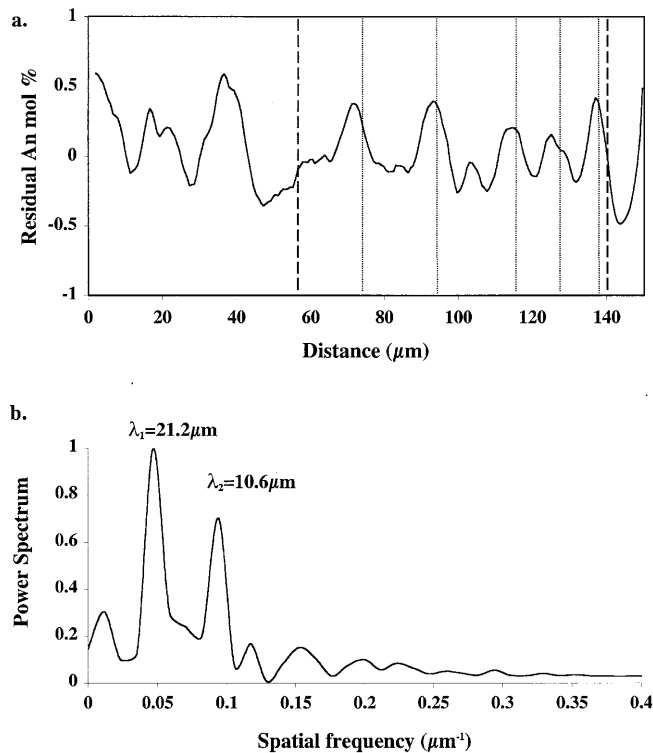 a.
Residual An mol %
1
0.5
0
-0.5
-1
0 20 40 60 80 100 120 140
Distance (µm)
b.
λ₁=21.2µm
λ₂=10.6µm
Power Spectrum
1
0.8
0.6
0.4
0.2
0
0 0.05 0.1 0.15 0.2 0.25 0.3 0.35 0.4
Spatial frequency (µm⁻¹)